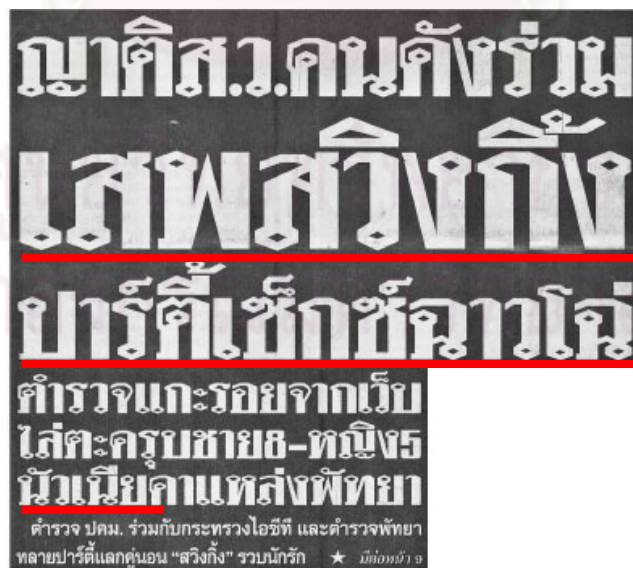 ญาติส.ว.คนดังร่วม
เสพสวิงกิ้ง
ปาร์ตี้เซ็กซ์ฉาวโฉ่
ตำรวจแกะรอยจากเว็บ
ไล่ตะครุบชาย8-หญิง5
นัวเนียคาแหล่งพัทยา
ตำรวจ ปคม. ร่วมกับกระทรวงไอซีที และตำรวจพัทยา
ทลายปาร์ตี้แลกคู่นอน “สวิงกิ้ง” รวบนักรัก ★ มีต่อหน้า 9